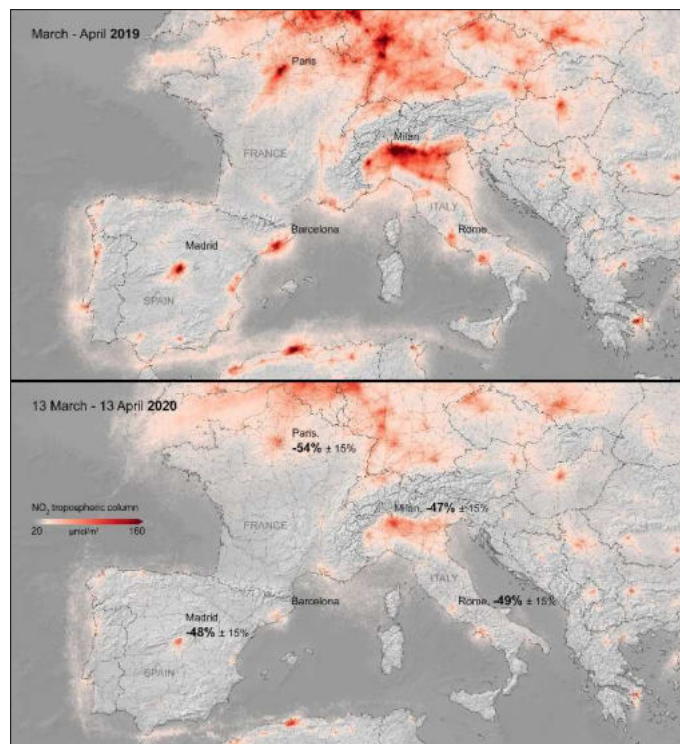 March - April 2019
Paris
FRANCE
Milan
ITALY
Barcelona
Rome
Madrid
SPAIN
13 March - 13 April 2020
Paris,
-54% ± 15%
NO₂ tropospheric column
20 µmol/m² 160
Milan, -47% ± 15%
FRANCE
ITALY
Barcelona
Rome, -49% ± 15%
Madrid,
-48% ± 15%
SPAIN